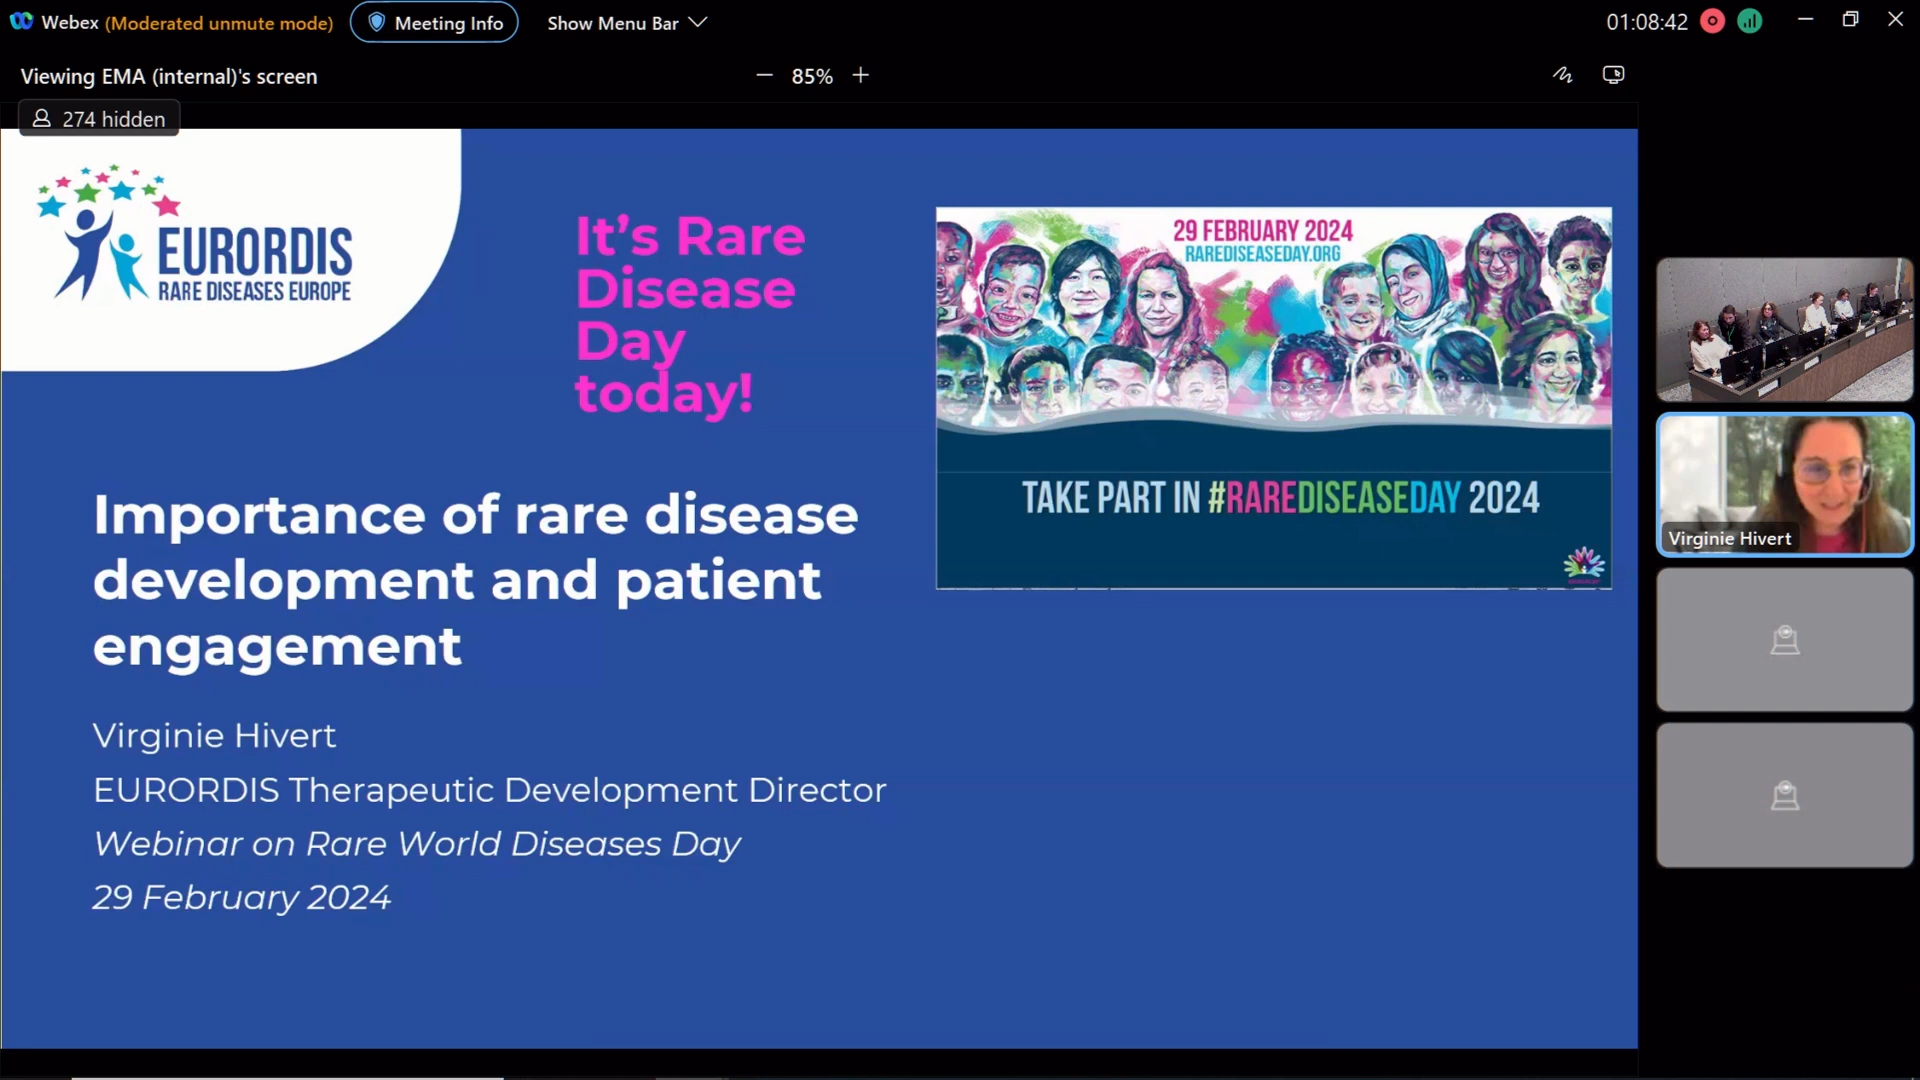 Webex (Moderated unmute mode) Meeting Info Show Menu Bar 01:08:42
Viewing EMA (internal)'s screen 85%
274 hidden
EURORDIS
RARE DISEASES EUROPE
It's Rare
Disease
Day
today!
29 FEBRUARY 2024
RAREDISEASEDAY.ORG
TAKE PART IN #RAREDISEASEDAY 2024
Importance of rare disease
development and patient
engagement
Virginie Hivert
EURORDIS Therapeutic Development Director
Webinar on Rare World Diseases Day
29 February 2024
Virginie Hivert